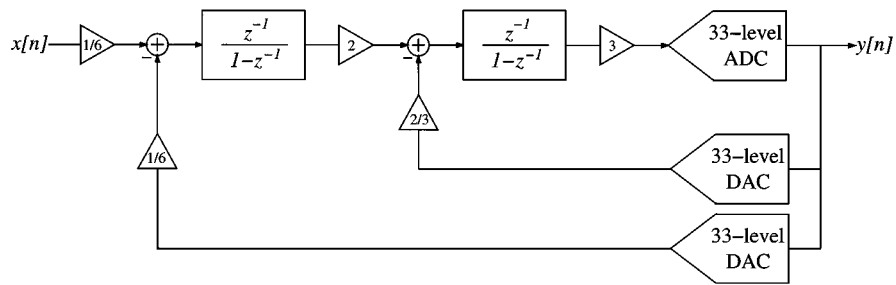 x[n] 1/6 − z⁻¹ 2 − z⁻¹ 3 33−level y[n]
1−z⁻¹ 1−z⁻¹ ADC
2/3
1/6 33−level
DAC
33−level
DAC